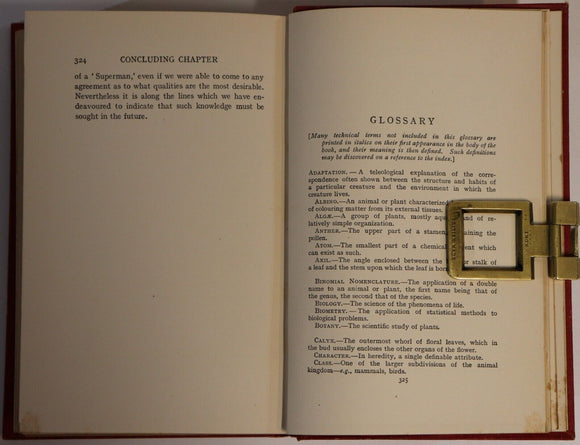 324 CONCLUDING CHAPTER
of a ‘ Superman,’ even if we were able to come to any
agreement as to what qualities are the most desirable.
Nevertheless it is along the lines which we have en-
deavoured to indicate that such knowledge must be
sought in the future.
GLOSSARY
[Many technical terms not included in this glossary are
printed in italics on their first appearance in the body of the
book, and their meaning is then defined. Such definitions
may be discovered on a reference to the index.]
ADAPTATION.—A teleological explanation of the corre-
spondence often shown between the structure and habits of
a particular creature and the environment in which the
creature lives.
ALBINO.—An animal or plant characterized
of colouring matter from its external tissues.
ALGÆ.—A group of plants, mostly aqu and of re-
latively simple organization.
ANTHER.—The upper part of a stamen, aining the
pollen.
ATOM.—The smallest part of a chemical ent which
can exist as such.
AXIL.—The angle enclosed between the or stalk of
a leaf and the stem upon which the leaf is born
BINOMIAL NOMENCLATURE.—The application of a double
name to an animal or plant, the first name being that of
the genus, the second that of the species.
BIOLOGY.—The science of the phenomena of life.
BIOMETRY.—The application of statistical methods to
biological problems.
BOTANY.—The scientific study of plants.
CALYX.—The outermost whorl of floral leaves, which in
the bud usually encloses the other organs of the flower.
CHARACTER.—In heredity, a single definable attribute.
CLASS.—One of the larger subdivisions of the animal
kingdom—e.g., mammals, birds.
325